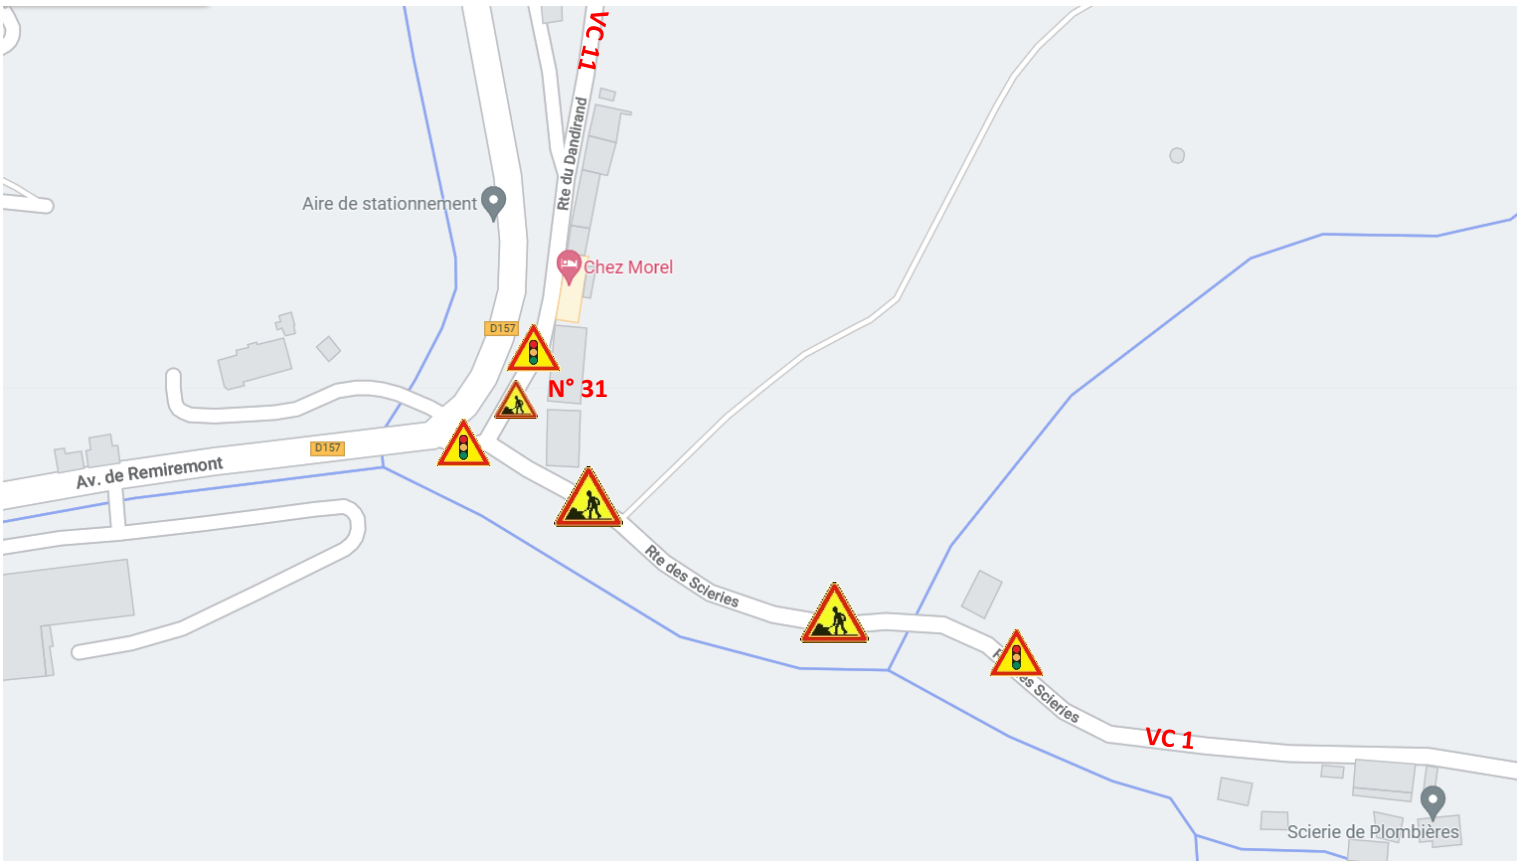 VC 11
Rte du Dandirand
Aire de stationnement
Chez Morel
D157
N° 31
D157
Av. de Remiremont
Rte des Scieries
des Scieries
VC 1
Scierie de Plombières